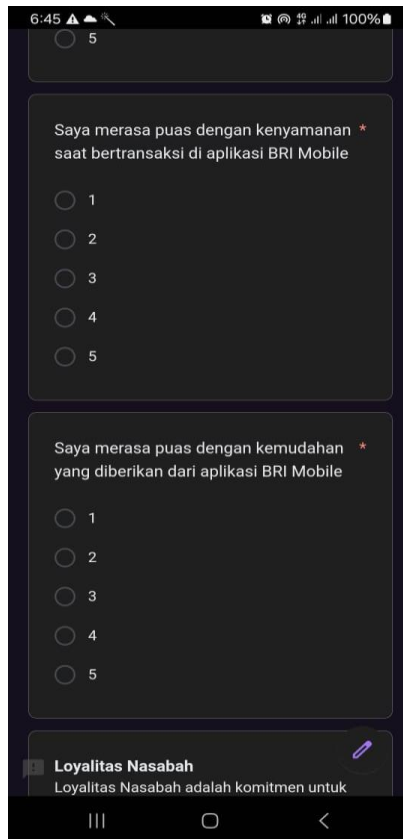 6:45 100%
5
Saya merasa puas dengan kenyamanan *
saat bertransaksi di aplikasi BRI Mobile
1
2
3
4
5
Saya merasa puas dengan kemudahan *
yang diberikan dari aplikasi BRI Mobile
1
2
3
4
5
Loyalitas Nasabah
Loyalitas Nasabah adalah komitmen untuk